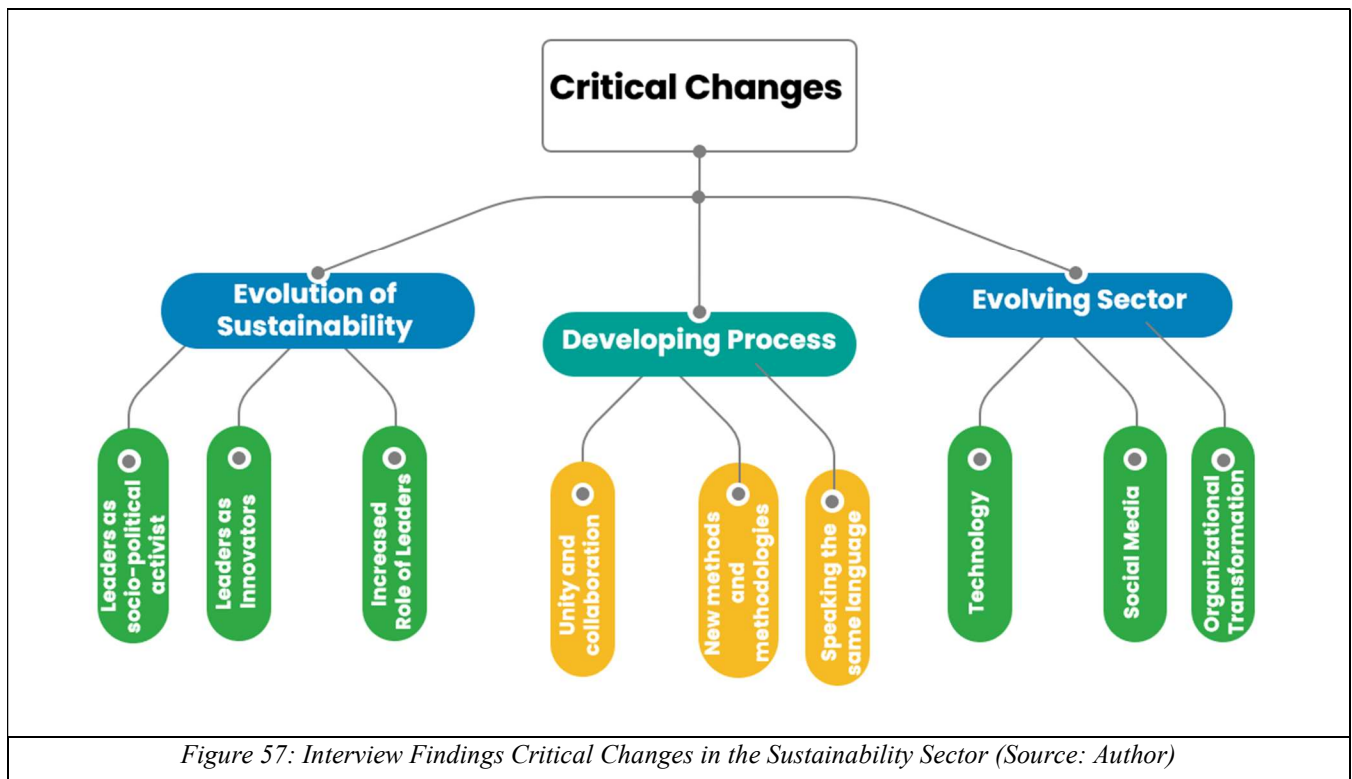 Critical Changes
Evolution of
Sustainability
Developing Process
Evolving Sector
Leaders as
socio-political
activist
Leaders as
Innovators
Increased
Role of Leaders
Unity and
collaboration
New methods
and
methodologies
Speaking the
same language
Technology
Social Media
Organizational
Transformation
Figure 57: Interview Findings Critical Changes in the Sustainability Sector (Source: Author)